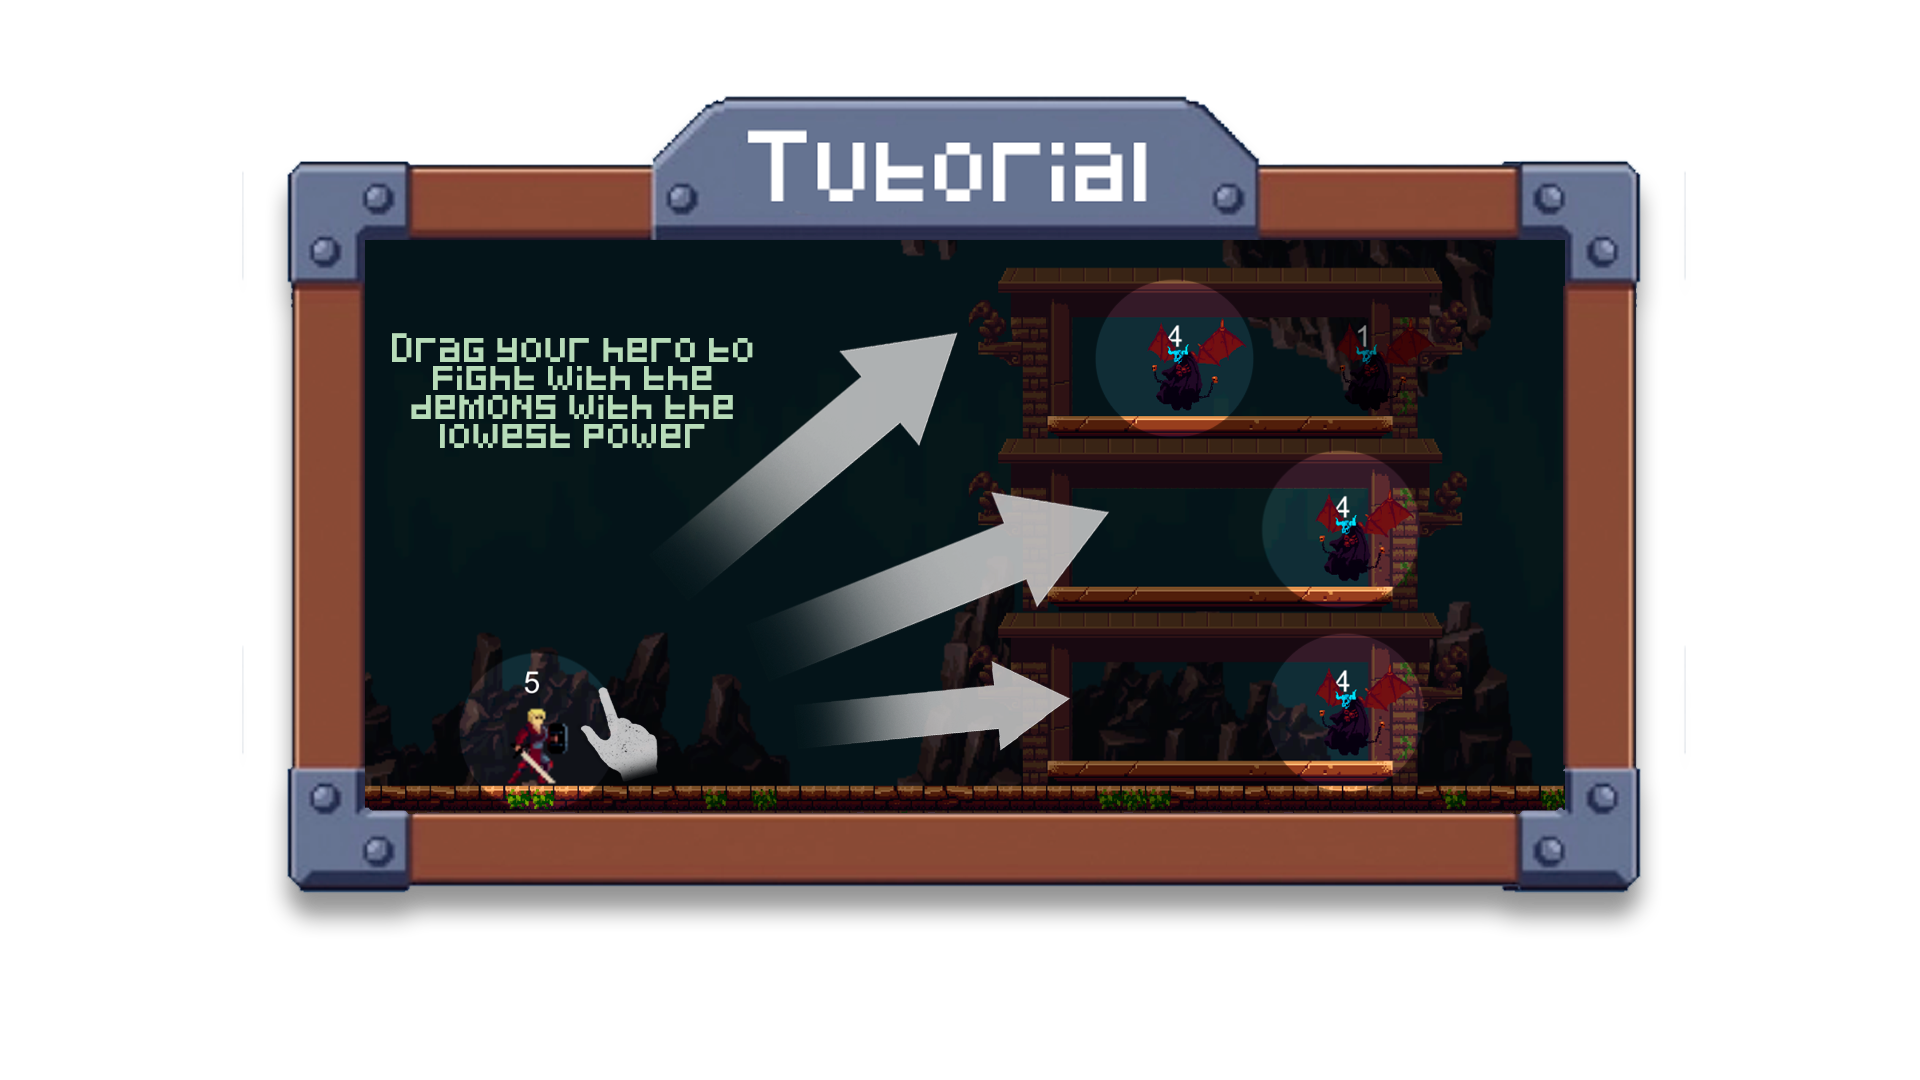 Tutorial
Drag your hero to
fight with the
demons with the
lowest power
4 1
4
5 4